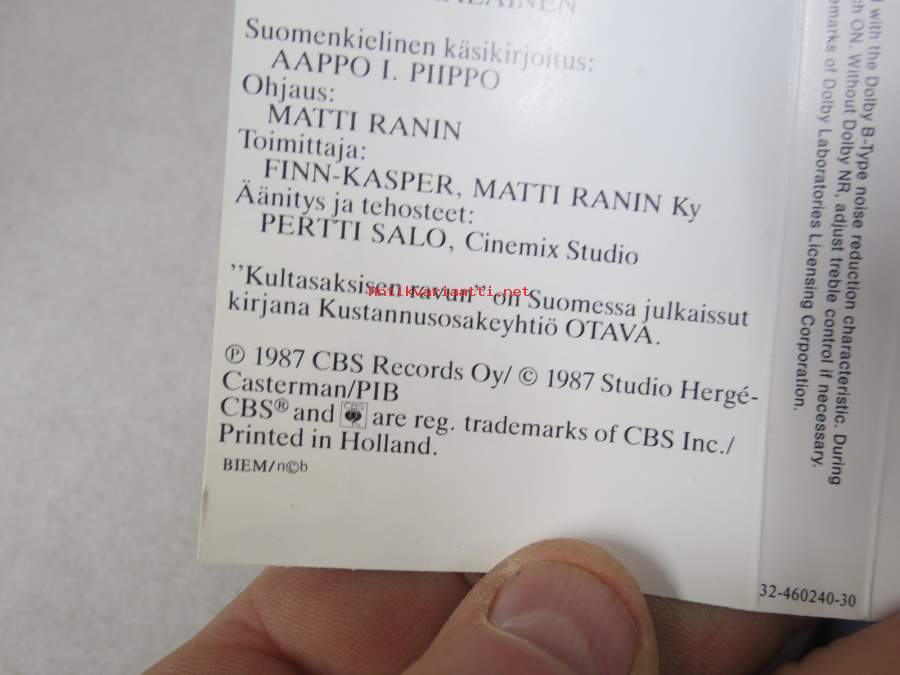 Suomenkielinen käsikirjoitus:
AAPPO I. PIIPPO
Ohjaus:
MATTI RANIN
Toimittaja:
FINN-KASPER, MATTI RANIN Ky
Äänitys ja tehosteet:
PERTTI SALO, Cinemix Studio
”Kultasaksisen ravun” on Suomessa julkaissut
kirjana Kustannusosakeyhtiö OTAVA.
℗ 1987 CBS Records Oy/ © 1987 Studio Hergé-
Casterman/PIB
CBS® and CBS are reg. trademarks of CBS Inc./
Printed in Holland.
BIEM/n©b
with the Dolby B-Type noise reduction characteristic. During
ON. Without Dolby NR, adjust treble control if necessary.
of Dolby Laboratories Licensing Corporation.
32-460240-30